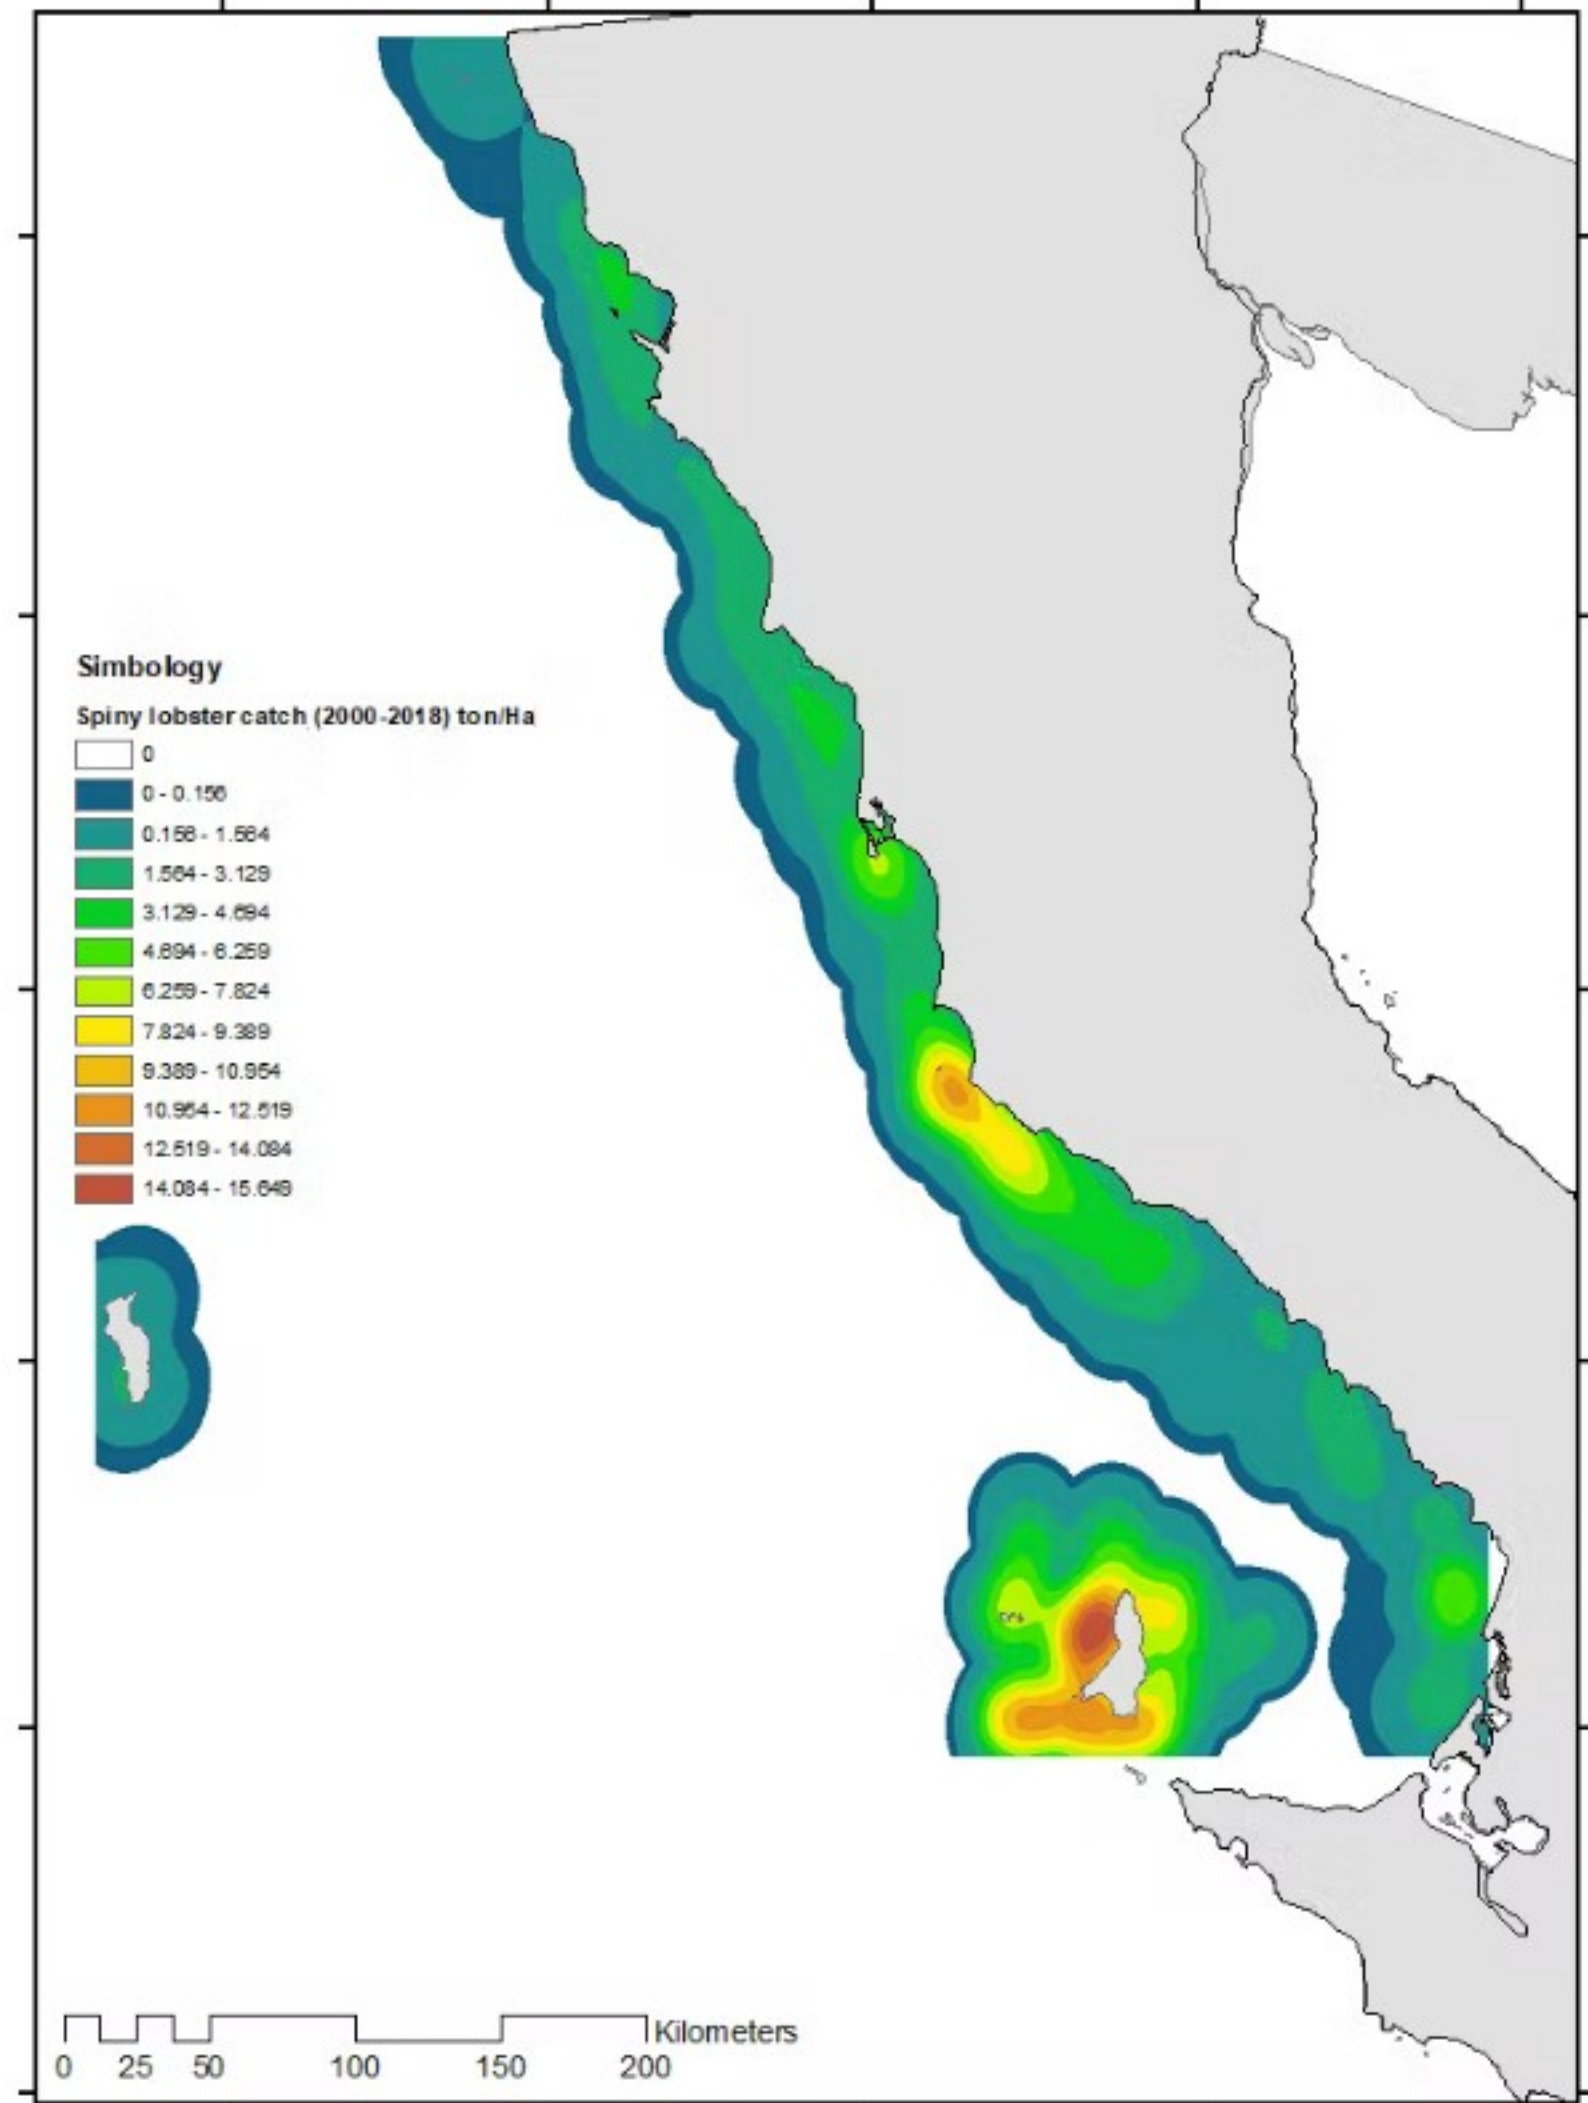 Simbology
Spiny lobster catch (2000-2018) ton/Ha
0
0 - 0.156
0.156 - 1.564
1.564 - 3.129
3.129 - 4.694
4.694 - 6.259
6.259 - 7.824
7.824 - 9.389
9.389 - 10.954
10.954 - 12.519
12.519 - 14.084
14.084 - 15.649
Kilometers
0 25 50 100 150 200